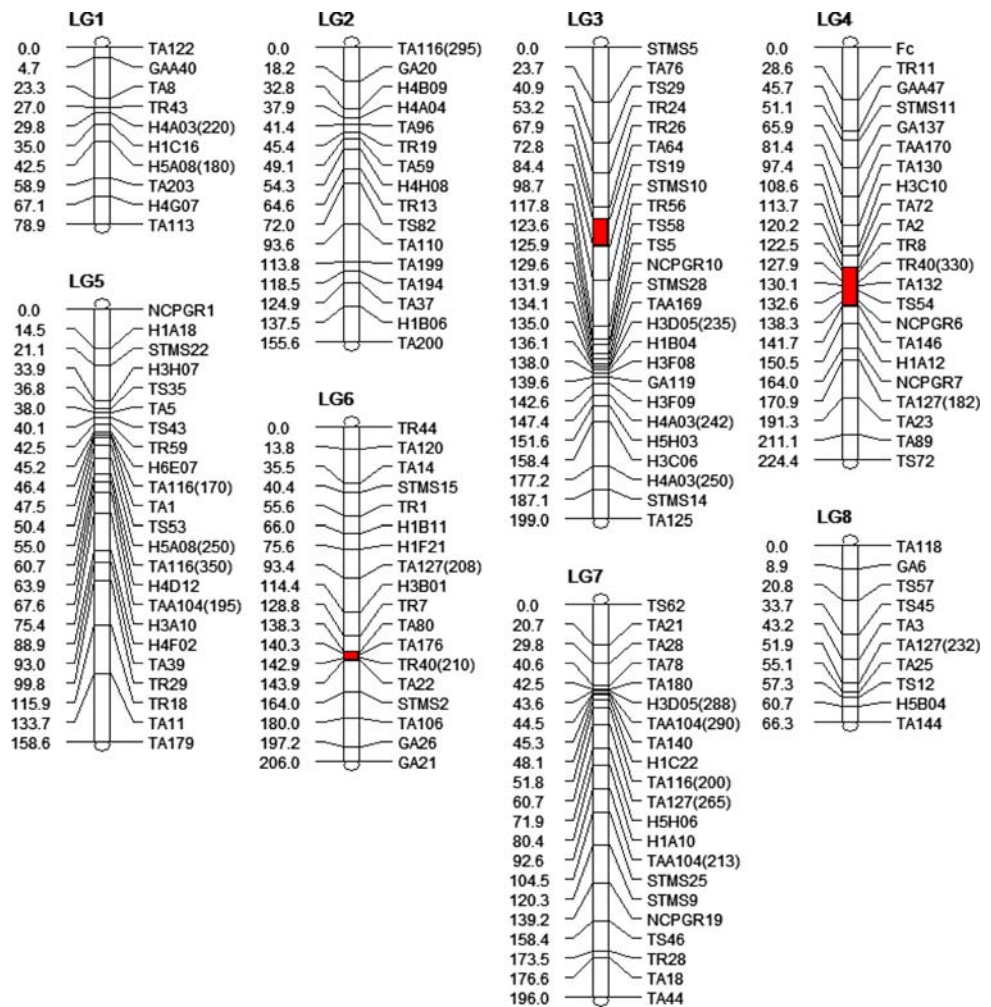 LG1
0.0 TA122
4.7 GAA40
23.3 TA8
27.0 TR43
29.8 H4A03(220)
35.0 H1C16
42.5 H5A08(180)
58.9 TA203
67.1 H4G07
78.9 TA113
LG2
0.0 TA116(295)
18.2 GA20
32.8 H4B09
37.9 H4A04
41.4 TA96
45.4 TR19
49.1 TA59
54.3 H4H08
64.6 TR13
72.0 TS82
93.6 TA110
113.8 TA199
118.5 TA194
124.9 TA37
137.5 H1B06
155.6 TA200
LG3
0.0 STMS5
23.7 TA76
40.9 TS29
53.2 TR24
67.9 TR26
72.8 TA64
84.4 TS19
98.7 STMS10
117.8 TR56
123.6 TS58
125.9 TS5
129.6 NCPGR10
131.9 STMS28
134.1 TAA169
135.0 H3D05(235)
136.1 H1B04
138.0 H3F08
139.6 GA119
142.6 H3F09
147.4 H4A03(242)
151.6 H5H03
158.4 H3C06
177.2 H4A03(250)
187.1 STMS14
199.0 TA125
LG4
0.0 Fc
28.6 TR11
45.7 GAA47
51.1 STMS11
65.9 GA137
81.4 TAA170
97.4 TA130
108.6 H3C10
113.7 TA72
120.2 TA2
122.5 TR8
127.9 TR40(330)
130.1 TA132
132.6 TS54
138.3 NCPGR6
141.7 TA146
150.5 H1A12
164.0 NCPGR7
170.9 TA127(182)
191.3 TA23
211.1 TA89
224.4 TS72
LG5
0.0 NCPGR1
14.5 H1A18
21.1 STMS22
33.9 H3H07
36.8 TS35
38.0 TA5
40.1 TS43
42.5 TR59
45.2 H6E07
46.4 TA116(170)
47.5 TA1
50.4 TS53
55.0 H5A08(250)
60.7 TA116(350)
63.9 H4D12
67.6 TAA104(195)
75.4 H3A10
88.9 H4F02
93.0 TA39
99.8 TR29
115.9 TR18
133.7 TA11
158.6 TA179
LG6
0.0 TR44
13.8 TA120
35.5 TA14
40.4 STMS15
55.6 TR1
66.0 H1B11
75.6 H1F21
93.4 TA127(208)
114.4 H3B01
128.8 TR7
138.3 TA80
140.3 TA176
142.9 TR40(210)
143.9 TA22
164.0 STMS2
180.0 TA106
197.2 GA26
206.0 GA21
LG7
0.0 TS62
20.7 TA21
29.8 TA28
40.6 TA78
42.5 TA180
43.6 H3D05(288)
44.5 TAA104(290)
45.3 TA140
48.1 H1C22
51.8 TA116(200)
60.7 TA127(265)
71.9 H5H06
80.4 H1A10
92.6 TAA104(213)
104.5 STMS25
120.3 STMS9
139.2 NCPGR19
158.4 TS46
173.5 TR28
176.6 TA18
196.0 TA44
LG8
0.0 TA118
8.9 GA6
20.8 TS57
33.7 TS45
43.2 TA3
51.9 TA127(232)
55.1 TA25
57.3 TS12
60.7 H5B04
66.3 TA144